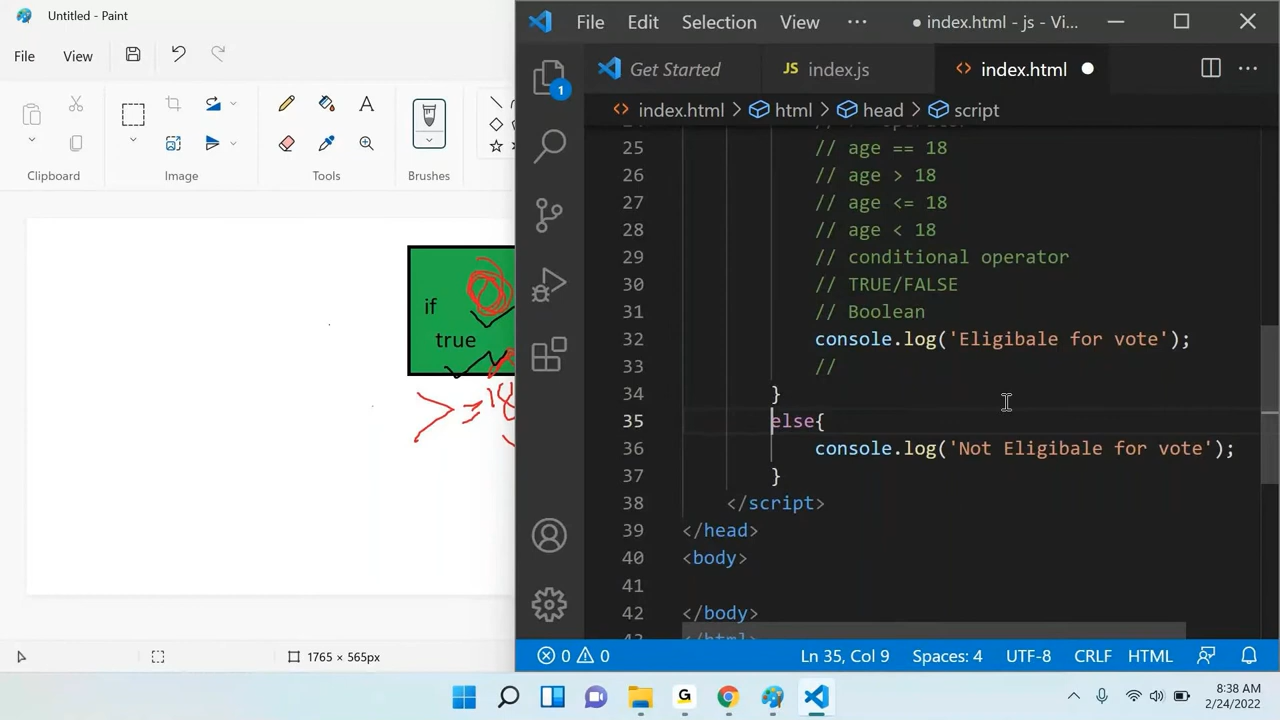 Untitled - Paint
File View
Clipboard
Image
Tools
Brushes
if
true
>=18
File Edit Selection View ··· ● index.html - js - Vi...
1
Get Started
JS index.js
<> index.html ●
<> index.html > html > head > script
25 // age == 18
26 // age > 18
27 // age <= 18
28 // age < 18
29 // conditional operator
30 // TRUE/FALSE
31 // Boolean
32 console.log('Eligibale for vote');
33 //
34 }
35 else{
36 console.log('Not Eligibale for vote');
37 }
38 </script>
39 </head>
40 <body>
41
42 </body>
</html>
1765 × 565px
0 0 Ln 35, Col 9 Spaces: 4 UTF-8 CRLF HTML
G
8:38 AM
2/24/2022